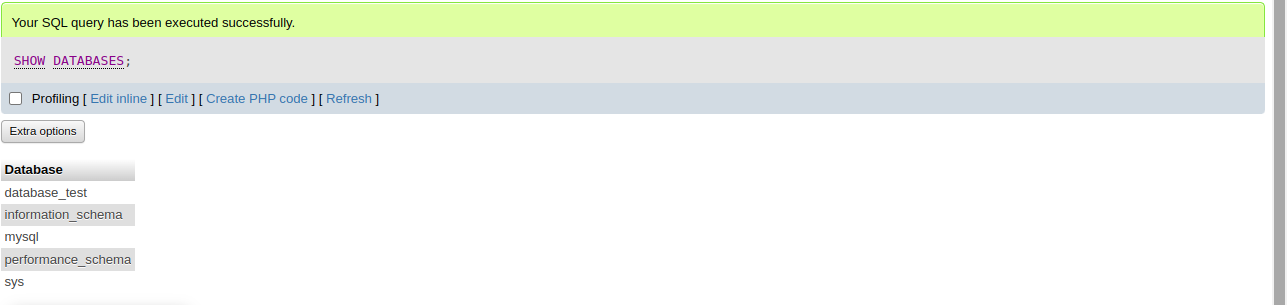 Your SQL query has been executed successfully.
SHOW DATABASES;
Profiling [ Edit inline ] [ Edit ] [ Create PHP code ] [ Refresh ]
Extra options
Database
database_test
information_schema
mysql
performance_schema
sys